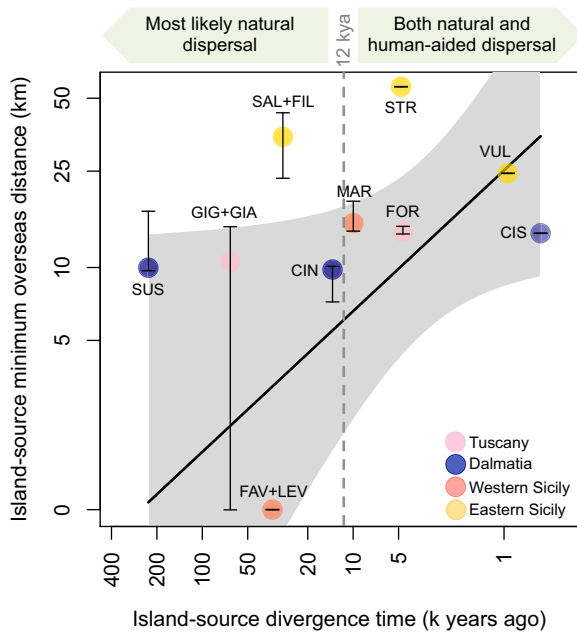 Most likely natural
dispersal
12 kya
Both natural and
human-aided dispersal
Island-source minimum overseas distance (km)
50
25
10
5
0
SAL+FIL
STR
VUL
MAR
GIG+GIA
FOR
CIS
CIN
SUS
FAV+LEV
Tuscany
Dalmatia
Western Sicily
Eastern Sicily
400
200
100
50
20
10
5
1
Island-source divergence time (k years ago)